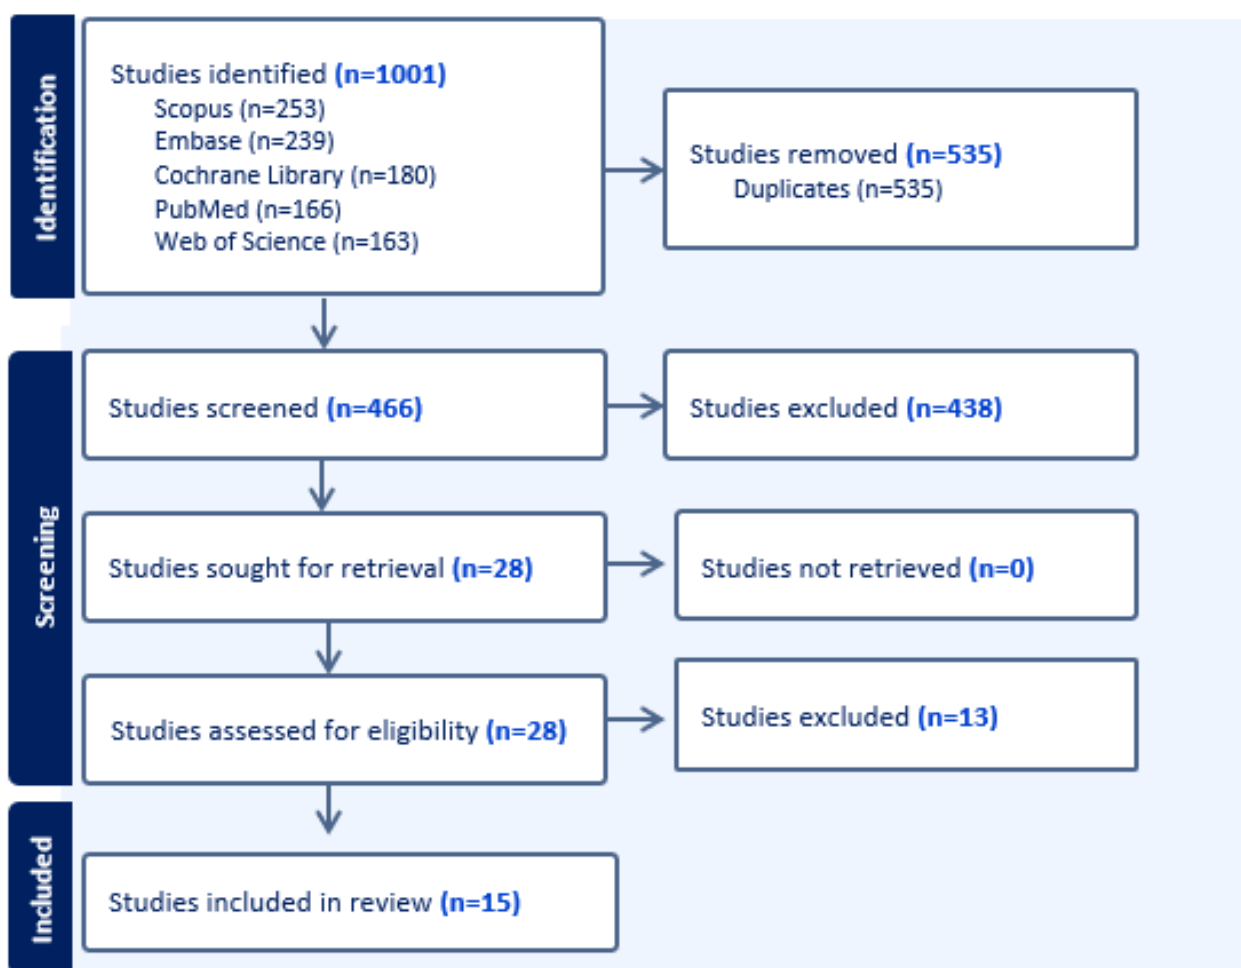 Identification
Studies identified (n=1001)
Scopus (n=253)
Embase (n=239)
Cochrane Library (n=180)
PubMed (n=166)
Web of Science (n=163)
Studies removed (n=535)
Duplicates (n=535)
Screening
Studies screened (n=466)
Studies excluded (n=438)
Studies sought for retrieval (n=28)
Studies not retrieved (n=0)
Studies assessed for eligibility (n=28)
Studies excluded (n=13)
Included
Studies included in review (n=15)